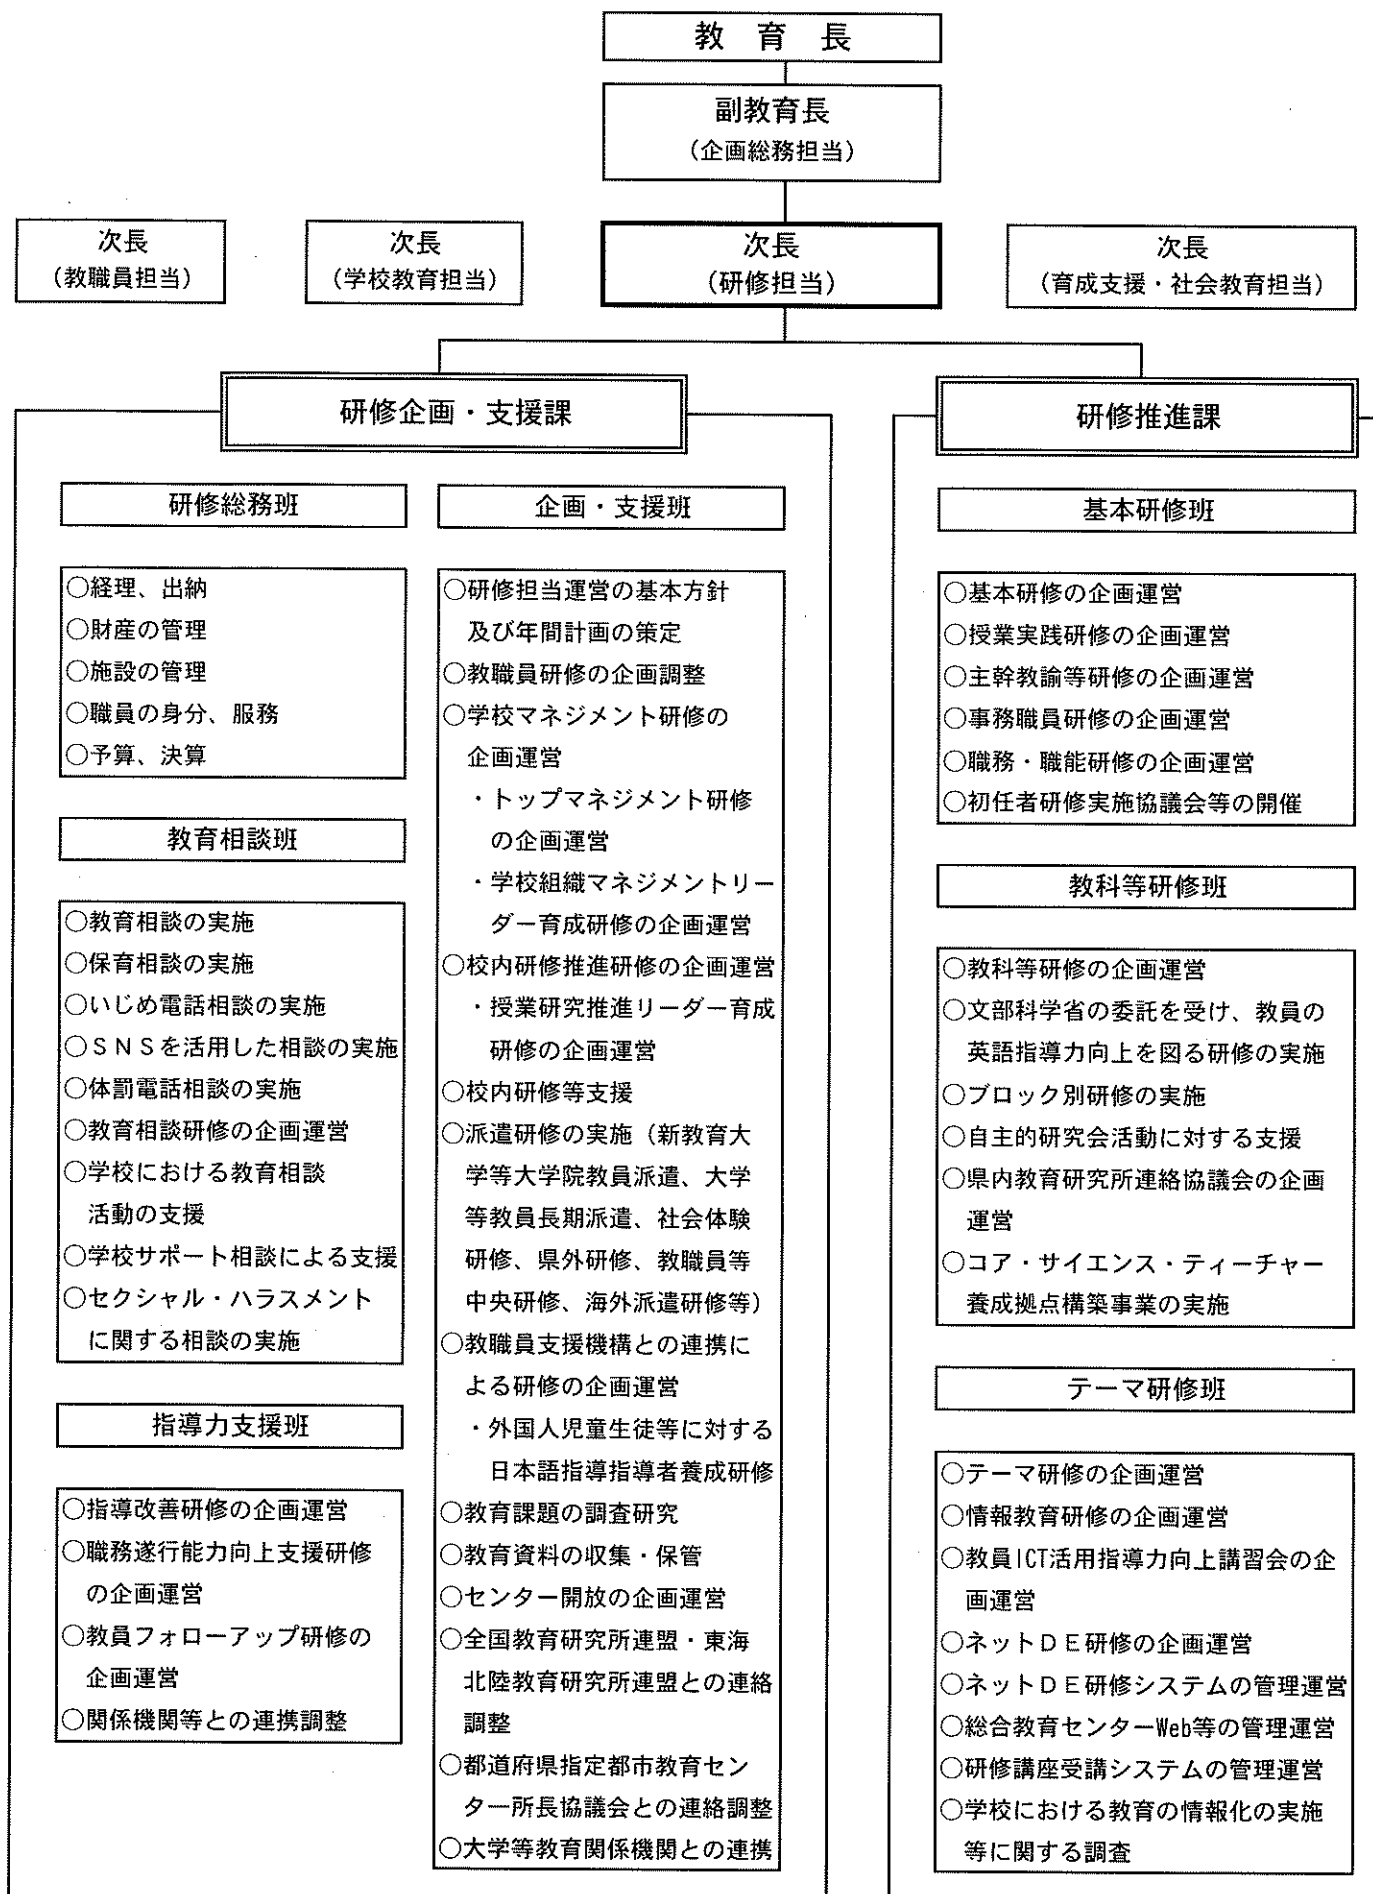 教　育　長
副教育長
（企画総務担当）
次長
（教職員担当）
次長
（学校教育担当）
次長
（研修担当）
次長
（育成支援・社会教育担当）
研修企画・支援課
研修総務班
○経理、出納
○財産の管理
○施設の管理
○職員の身分、服務
○予算、決算
教育相談班
○教育相談の実施
○保育相談の実施
○いじめ電話相談の実施
○ＳＮＳを活用した相談の実施
○体罰電話相談の実施
○教育相談研修の企画運営
○学校における教育相談
活動の支援
○学校サポート相談による支援
○セクシャル・ハラスメント
に関する相談の実施
指導力支援班
○指導改善研修の企画運営
○職務遂行能力向上支援研修
の企画運営
○教員フォローアップ研修の
企画運営
○関係機関等との連携調整
企画・支援班
○研修担当運営の基本方針
及び年間計画の策定
○教職員研修の企画調整
○学校マネジメント研修の
企画運営
・トップマネジメント研修
の企画運営
・学校組織マネジメントリー
ダー育成研修の企画運営
○校内研修推進研修の企画運営
・授業研究推進リーダー育成
研修の企画運営
○校内研修等支援
○派遣研修の実施（新教育大
学等大学院教員派遣、大学
等教員長期派遣、社会体験
研修、県外研修、教職員等
中央研修、海外派遣研修等）
○教職員支援機構との連携に
よる研修の企画運営
・外国人児童生徒等に対する
日本語指導指導者養成研修
○教育課題の調査研究
○教育資料の収集・保管
○センター開放の企画運営
○全国教育研究所連盟・東海
北陸教育研究所連盟との連絡
調整
○都道府県指定都市教育セン
ター所長協議会との連絡調整
○大学等教育関係機関との連携
研修推進課
基本研修班
○基本研修の企画運営
○授業実践研修の企画運営
○主幹教諭等研修の企画運営
○事務職員研修の企画運営
○職務・職能研修の企画運営
○初任者研修実施協議会等の開催
教科等研修班
○教科等研修の企画運営
○文部科学省の委託を受け、教員の
英語指導力向上を図る研修の実施
○ブロック別研修の実施
○自主的研究会活動に対する支援
○県内教育研究所連絡協議会の企画
運営
○コア・サイエンス・ティーチャー
養成拠点構築事業の実施
テーマ研修班
○テーマ研修の企画運営
○情報教育研修の企画運営
○教員ICT活用指導力向上講習会の企
画運営
○ネットＤＥ研修の企画運営
○ネットＤＥ研修システムの管理運営
○総合教育センターWeb等の管理運営
○研修講座受講システムの管理運営
○学校における教育の情報化の実施
等に関する調査